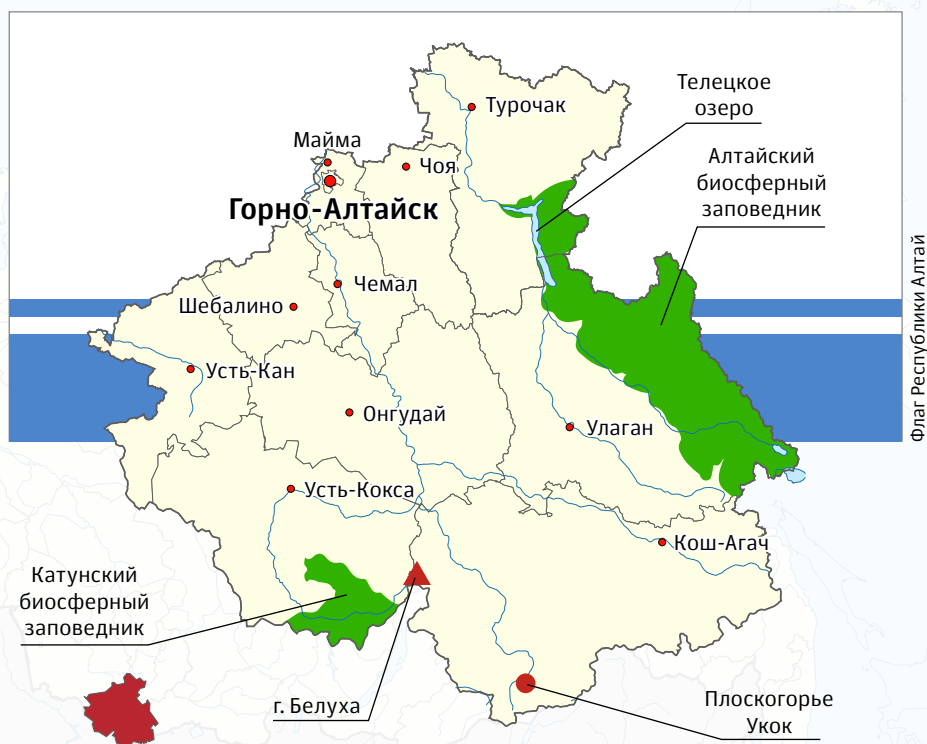 Телецкое
озеро
Турочак
Майма
Чоя
Алтайский
биосферный
заповедник
Горно-Алтайск
Чемал
Шебалино
Усть-Кан
Онгудай
Улаган
Усть-Кокса
Кош-Агач
Катунский
биосферный
заповедник
г. Белуха
Плоскогорье
Укок
Флаг Республики Алтай